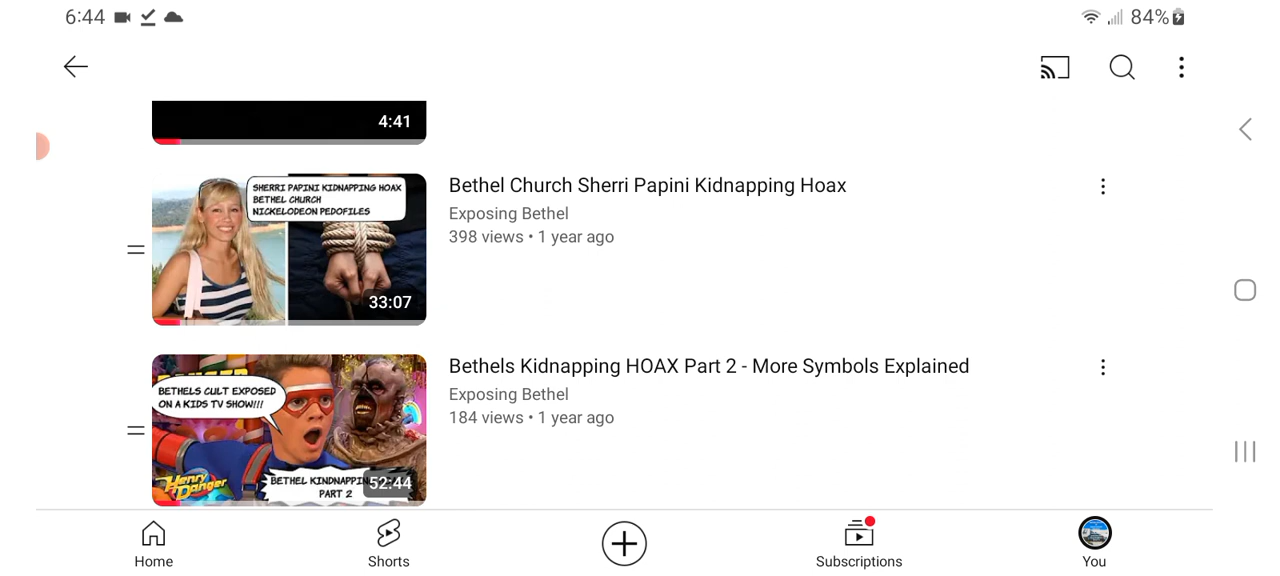 6:44
84%
4:41
SHERRI PAPINI KIDNAPPING HOAX
BETHEL CHURCH
NICKELODEON PEDOFILES
33:07
Bethel Church Sherri Papini Kidnapping Hoax
Exposing Bethel
398 views • 1 year ago
DANGER
BETHELS CULT EXPOSED
ON A KIDS TV SHOW!!!
Henry
Danger
BETHEL KINDNAPPIN
PART 2
52:44
Bethels Kidnapping HOAX Part 2 - More Symbols Explained
Exposing Bethel
184 views • 1 year ago
Home
Shorts
Subscriptions
You